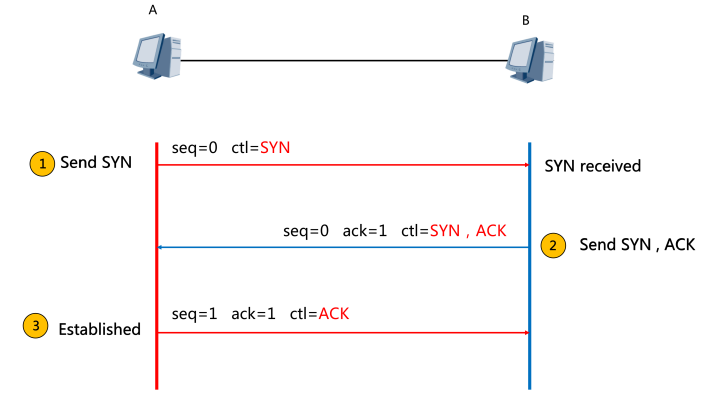 A
B
seq=0 ctl=SYN
1 Send SYN
SYN received
seq=0 ack=1 ctl=SYN , ACK
2 Send SYN , ACK
seq=1 ack=1 ctl=ACK
3 Established